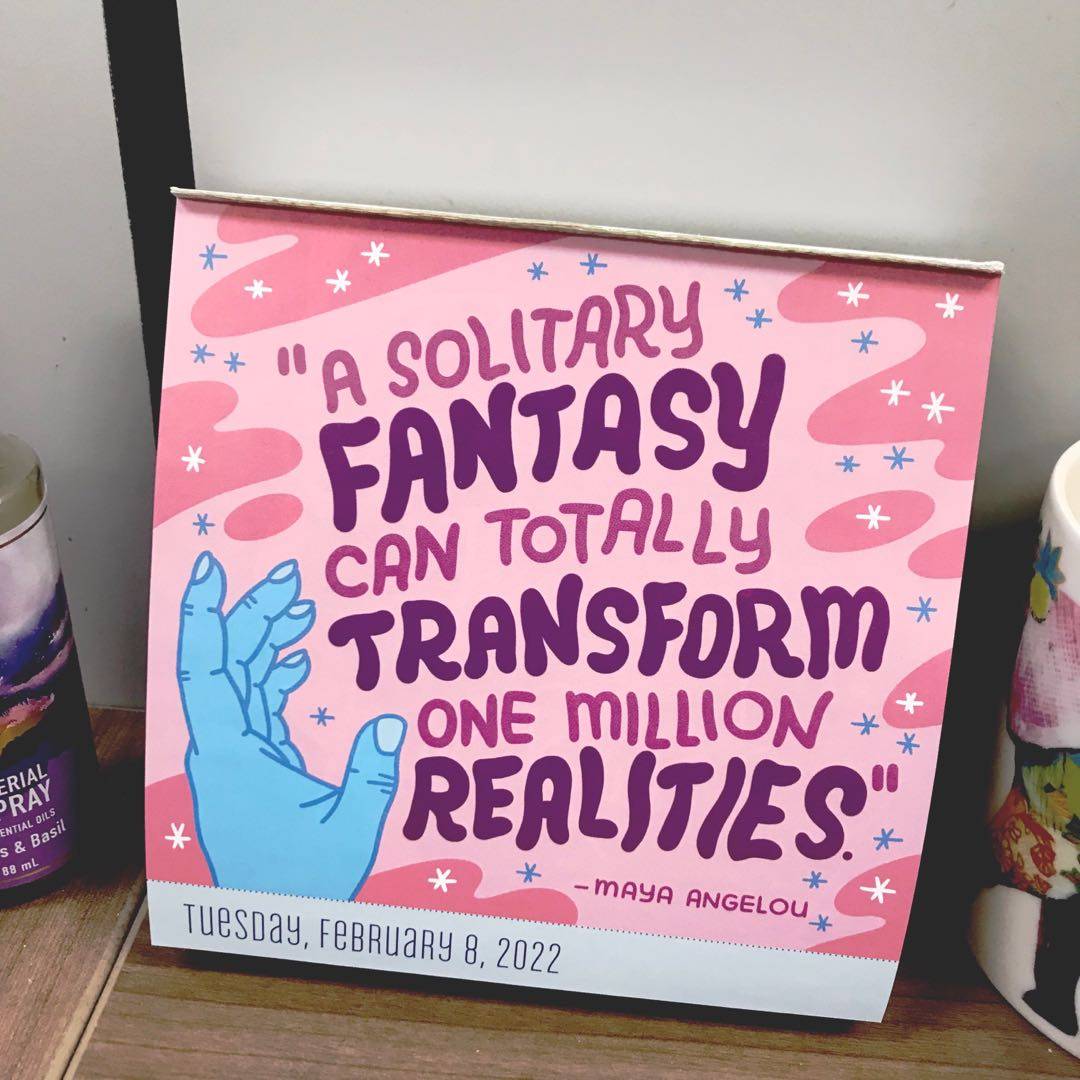 "A SOLITARY
FANTASY
CAN TOTALLY
TRANSFORM
ONE MILLION
REALITIES."
–MAYA ANGELOU
TUESDAY, FEBRUARY 8, 2022
ERIAL
PRAY
ENTIAL OILS
s & Basil
88 mL